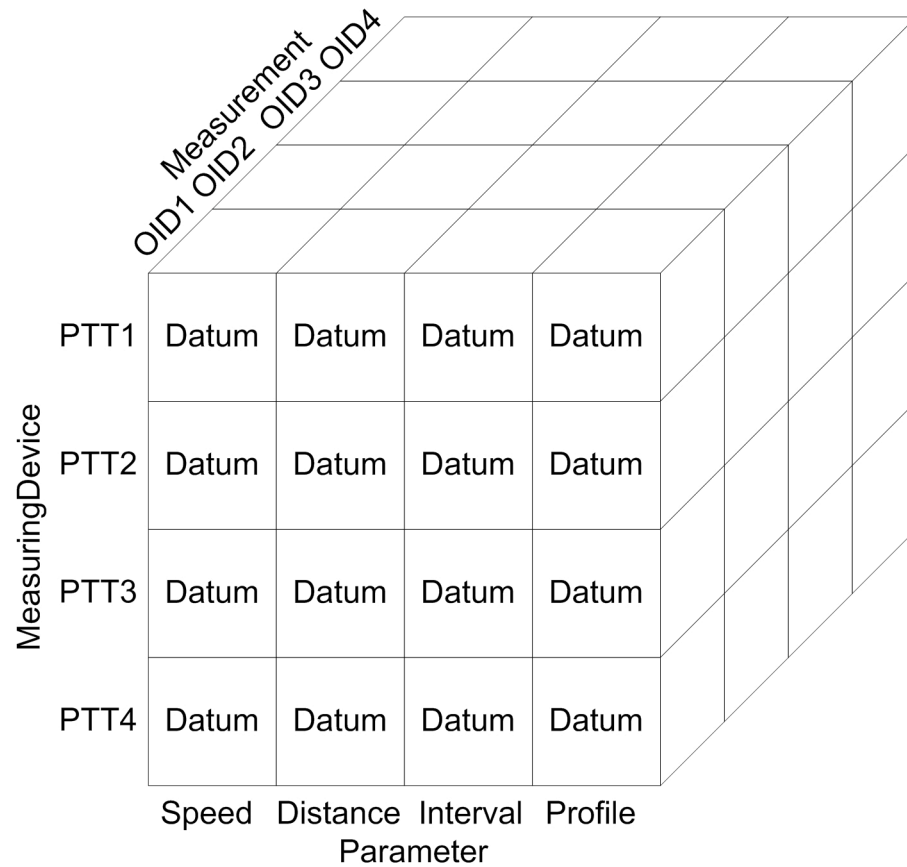 Measurement
OID1 OID2 OID3 OID4
MeasuringDevice
PTT1 Datum Datum Datum Datum
PTT2 Datum Datum Datum Datum
PTT3 Datum Datum Datum Datum
PTT4 Datum Datum Datum Datum
Speed Distance Interval Profile
Parameter